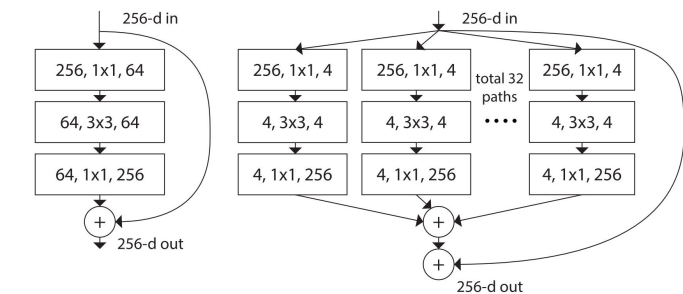 256-d in
256, 1x1, 64
64, 3x3, 64
64, 1x1, 256
+
256-d out
256-d in
256, 1x1, 4
256, 1x1, 4
total 32
paths
256, 1x1, 4
4, 3x3, 4
4, 3x3, 4
....
4, 3x3, 4
4, 1x1, 256
4, 1x1, 256
4, 1x1, 256
+
+
256-d out